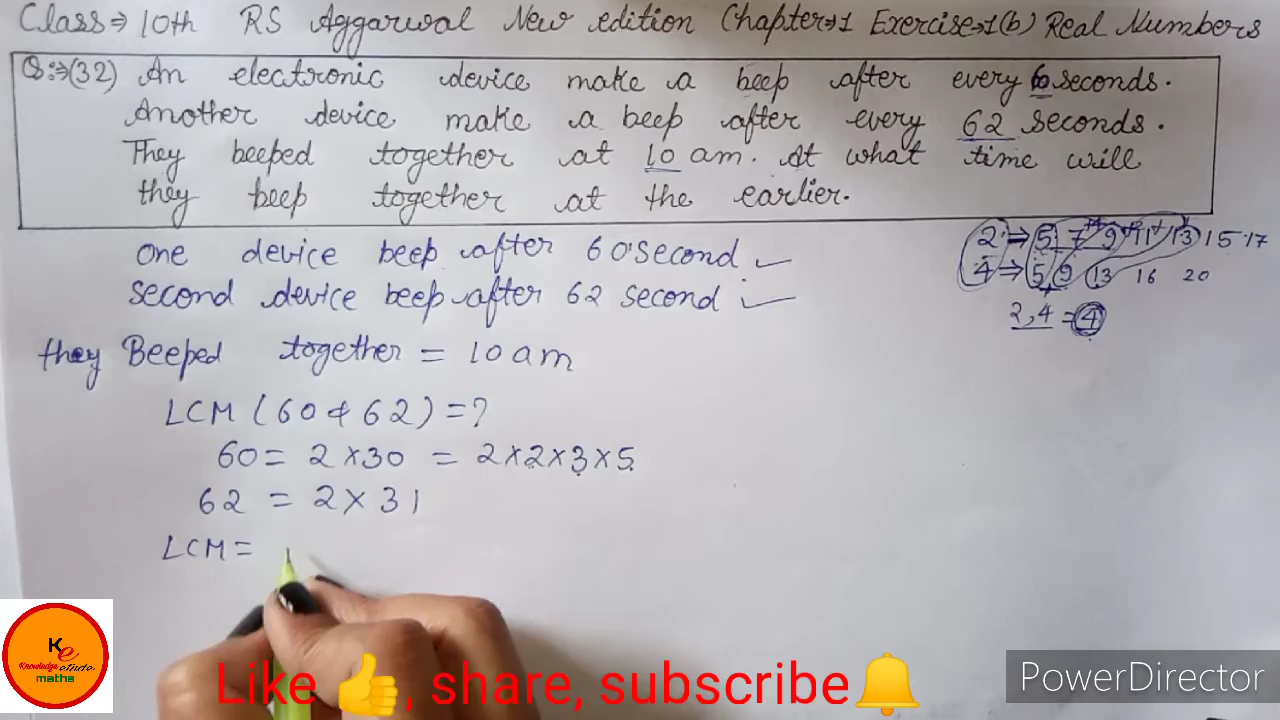 Class⇒ 10th RS Aggarwal New edition Chapter→1 Exercise→1(b) Real Numbers
Q:→(32) An electronic device make a beep after every 60 seconds.
Another device make a beep after every 62 seconds.
They beeped together at 10 am. At what time will
they beep together at the earlier.
one device beep after 60 second
second device beep after 62 second
2 ⇒ 5 7 9 11 13 15 17
4 ⇒ 5 9 13 16 20
2,4 = 4
they Beeped together = 10 am
LCM (60 & 62) = ?
60 = 2 × 30 = 2×2×3×5
62 = 2 × 31
LCM =
Ke
Knowledge etude
maths
Like 👍, share, subscribe🔔
PowerDirector